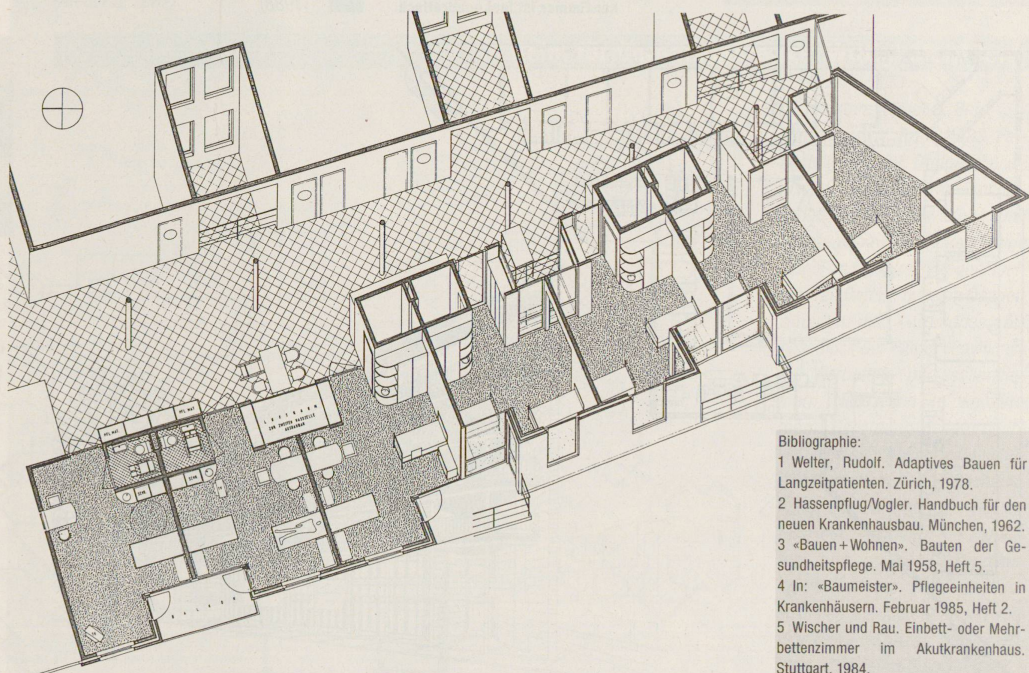 BALKON
Bibliographie:
1 Welter, Rudolf. Adaptives Bauen für
Langzeitpatienten. Zürich, 1978.
2 Hassenpflug/Vogler. Handbuch für den
neuen Krankenhausbau. München, 1962.
3 «Bauen+Wohnen». Bauten der Ge-
sundheitspflege. Mai 1958, Heft 5.
4 In: «Baumeister». Pflegeeinheiten in
Krankenhäusern. Februar 1985, Heft 2.
5 Wischer und Rau. Einbett- oder Mehr-
bettenzimmer im Akutkrankenhaus.
Stuttgart, 1984.